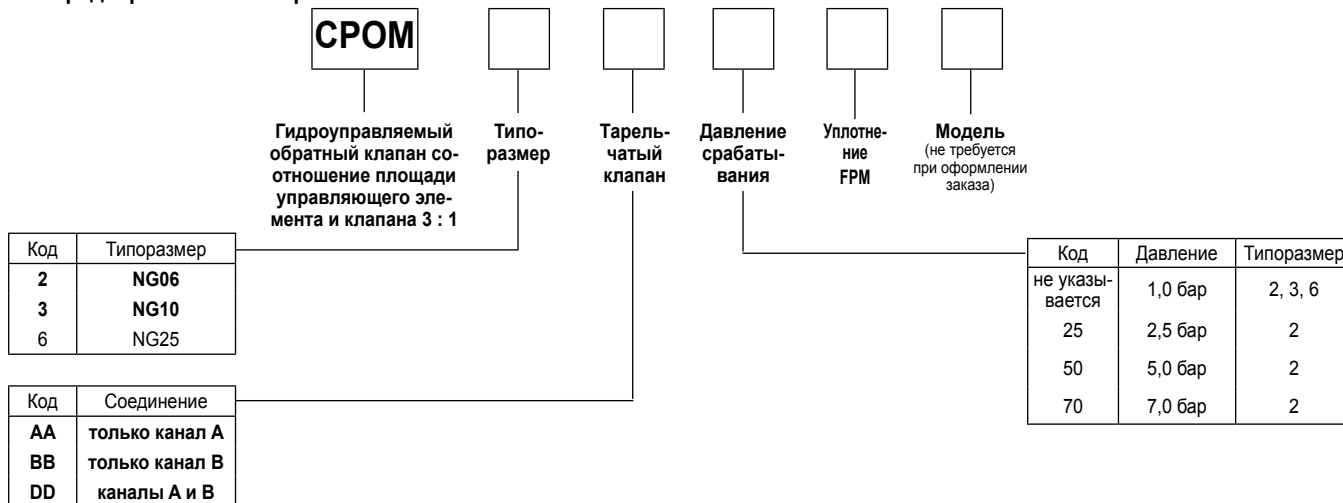 СРОМ
Гидроуправляемый
обратный клапан со-
отношение площади
управляющего эле-
мента и клапана 3 : 1
Типо-
размер
Тарель-
чатый
клапан
Давление
срабаты-
вания
Уплотне-
ние
FPM
Модель
(не требуется
при оформлении
заказа)
Код Типоразмер
2 NG06
3 NG10
6 NG25
Код Соединение
AA только канал A
BB только канал B
DD каналы A и B
Код Давление Типоразмер
не указы-
вается 1,0 бар 2, 3, 6
25 2,5 бар 2
50 5,0 бар 2
70 7,0 бар 2